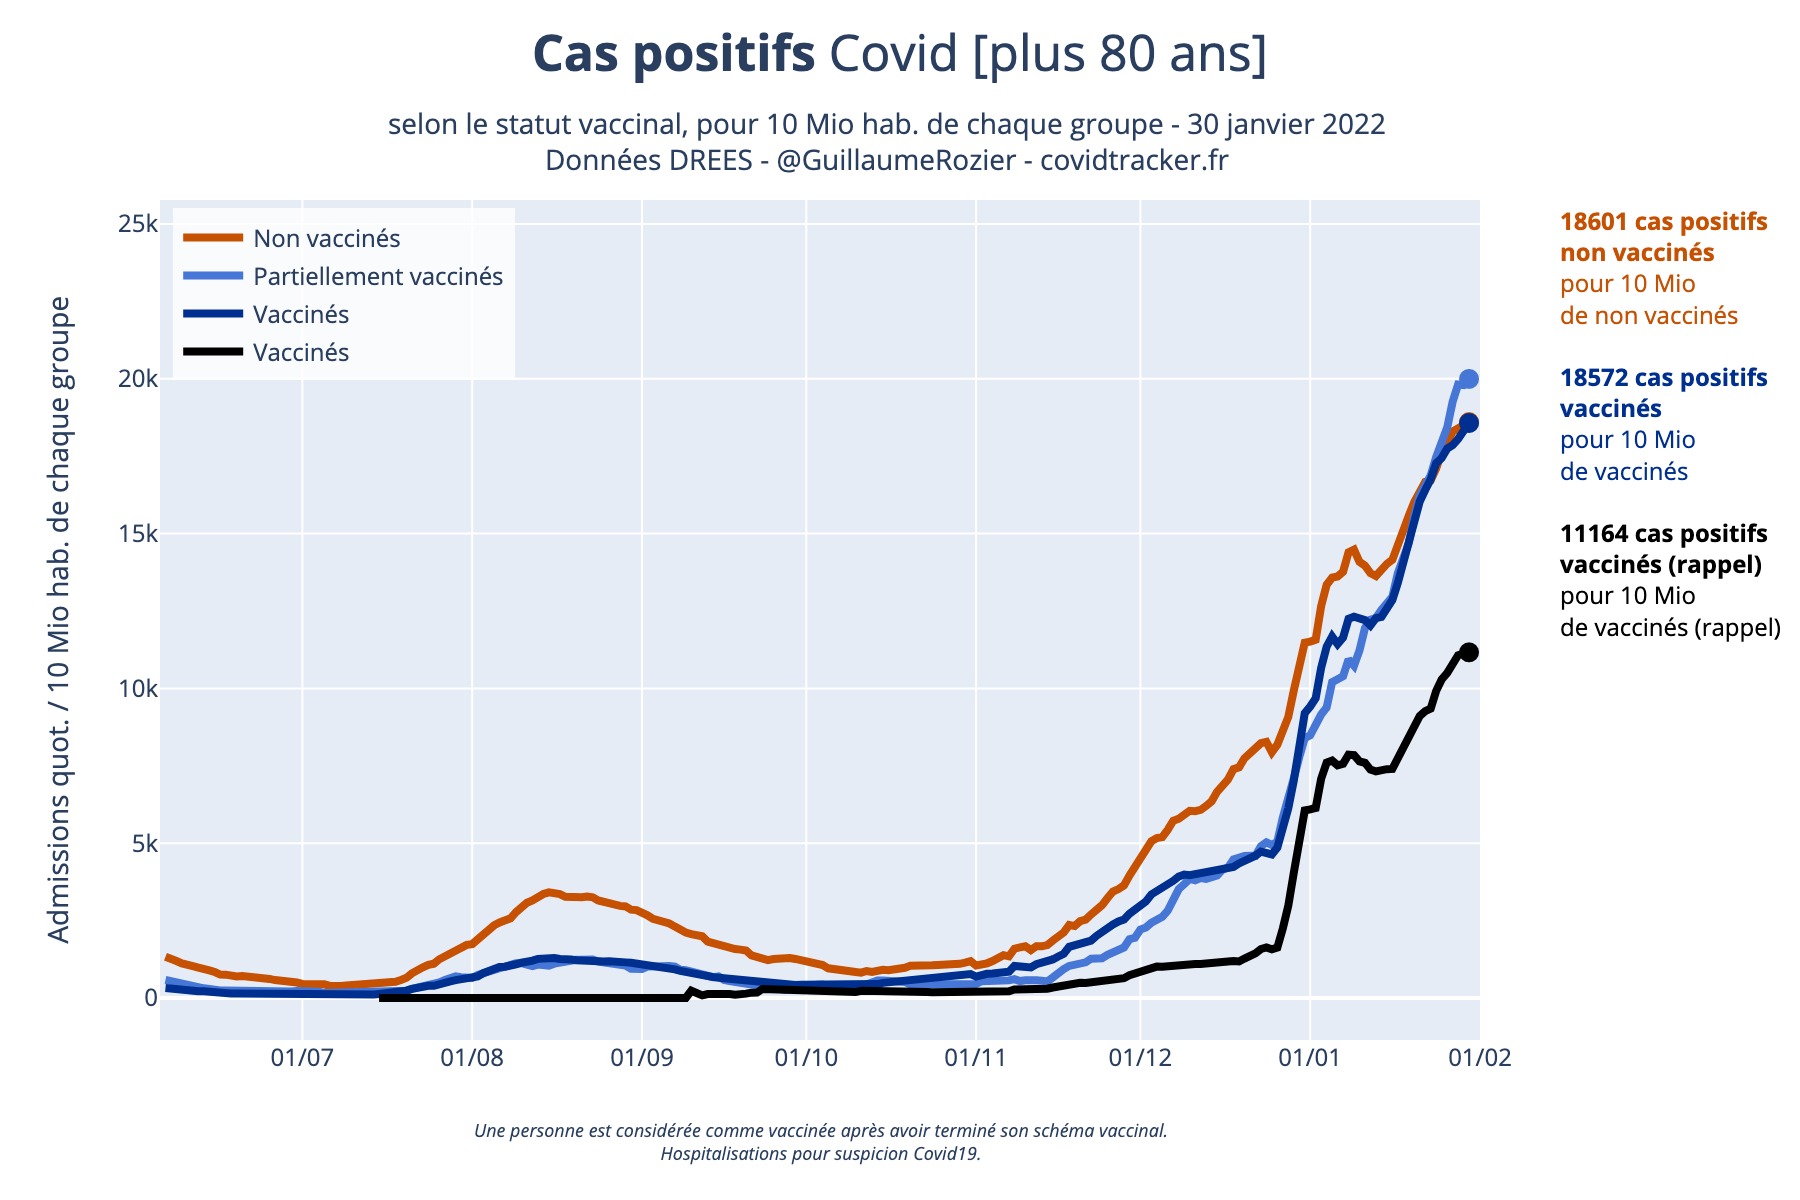 Cas positifs Covid [plus 80 ans]
selon le statut vaccinal, pour 10 Mio hab. de chaque groupe - 30 janvier 2022
Données DREES - @GuillaumeRozier - covidtracker.fr
Admissions quot. / 10 Mio hab. de chaque groupe
25k
20k
15k
10k
5k
0
Non vaccinés
Partiellement vaccinés
Vaccinés
Vaccinés
18601 cas positifs
non vaccinés
pour 10 Mio
de non vaccinés
18572 cas positifs
vaccinés
pour 10 Mio
de vaccinés
11164 cas positifs
vaccinés (rappel)
pour 10 Mio
de vaccinés (rappel)
01/07 01/08 01/09 01/10 01/11 01/12 01/01 01/02
Une personne est considérée comme vaccinée après avoir terminé son schéma vaccinal.
Hospitalisations pour suspicion Covid19.